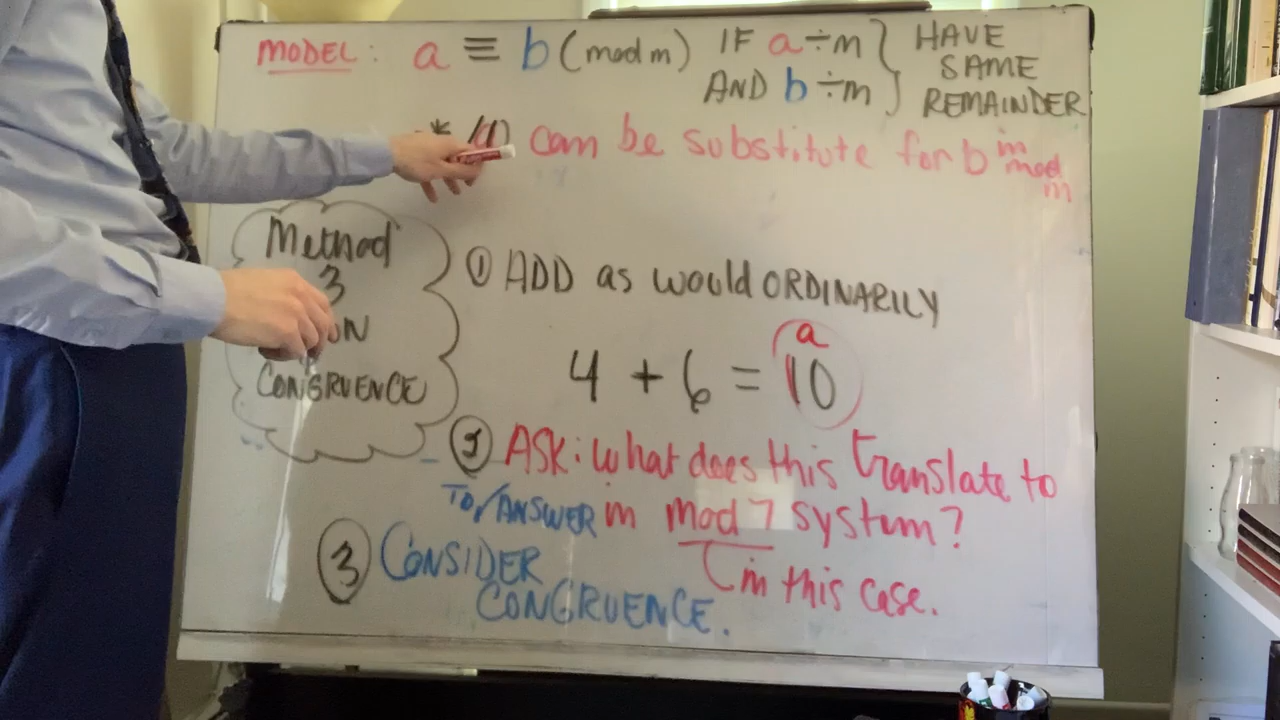 MODEL: a ≡ b (mod m) IF a ÷ m
AND b ÷ m } HAVE
SAME
REMAINDER
* a can be substitute for b in
mod
m
Method
3
ON
CONGRUENCE
① ADD as would ORDINARILY
a
4 + 6 = 10
② ASK: what does this translate to
in mod 7 system?
in this case.
TO/ANSWER
③ CONSIDER
CONGRUENCE.